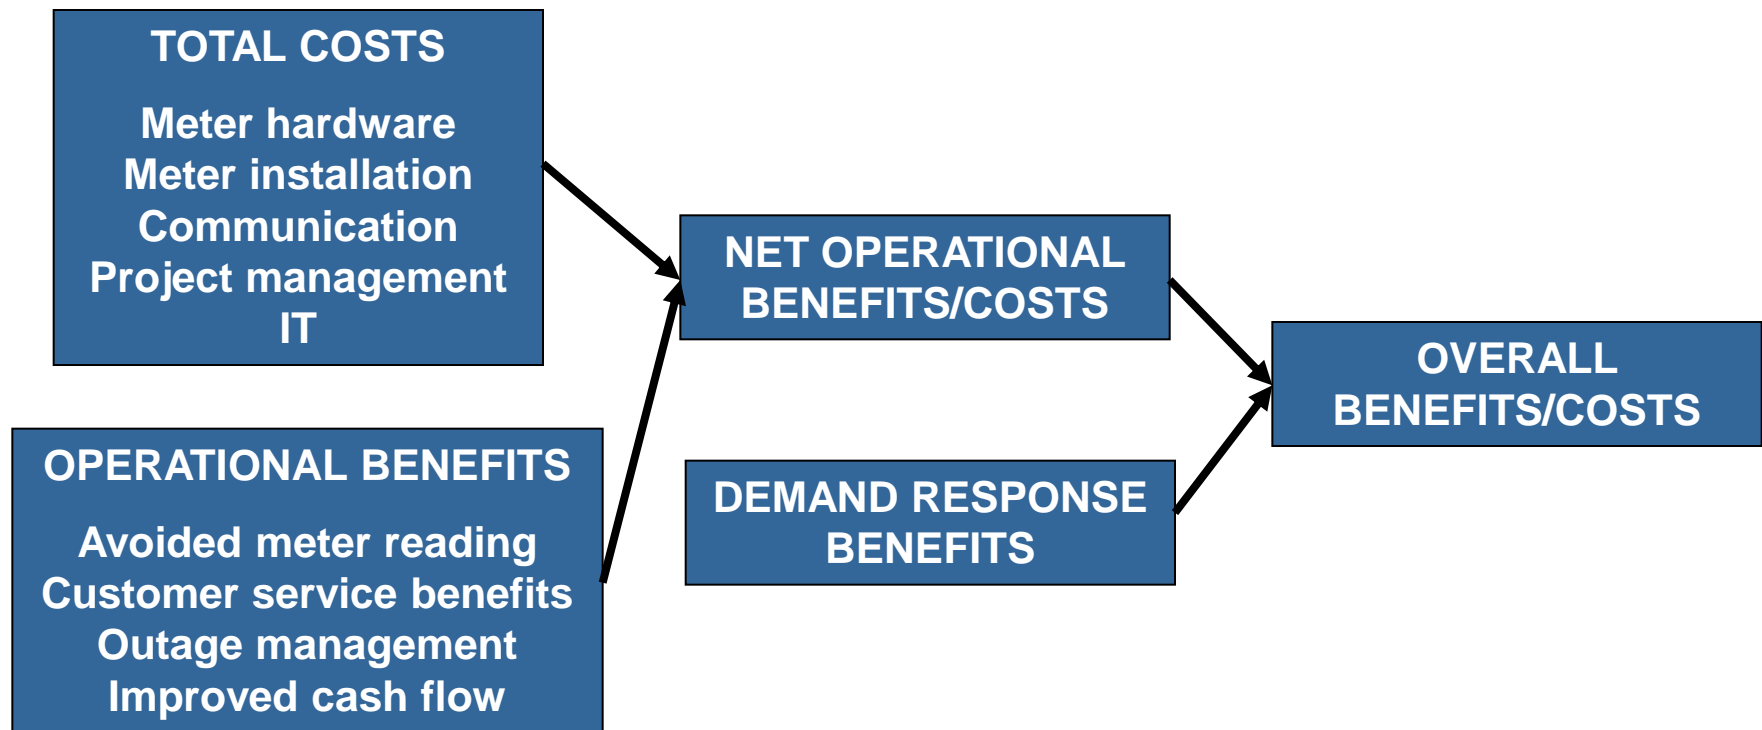 TOTAL COSTS
Meter hardware
Meter installation
Communication
Project management
IT
OPERATIONAL BENEFITS
Avoided meter reading
Customer service benefits
Outage management
Improved cash flow
NET OPERATIONAL
BENEFITS/COSTS
DEMAND RESPONSE
BENEFITS
OVERALL
BENEFITS/COSTS